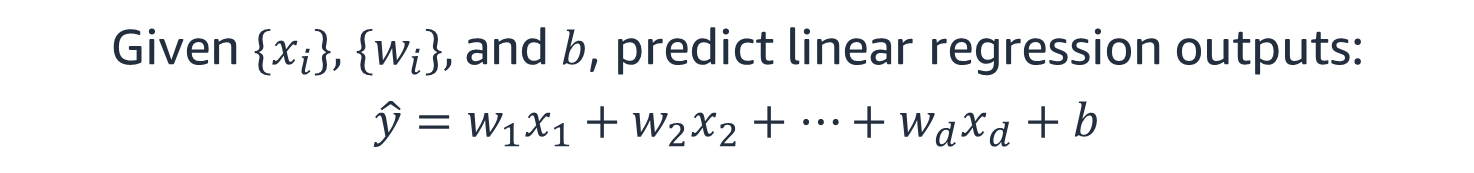 Given {xᵢ}, {wᵢ}, and b, predict linear regression outputs:
ŷ = w₁x₁ + w₂x₂ + ⋯ + w_d x_d + b